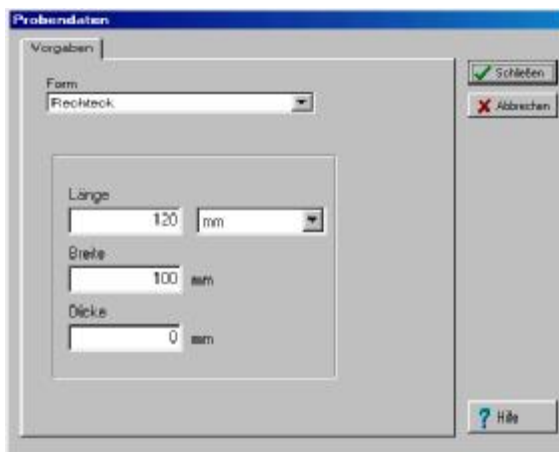 Probendaten
Vorgaben
Form
Rechteck
Schließen
Abbrechen
Länge
120 mm
Breite
100 mm
Dicke
0 mm
? Hilfe